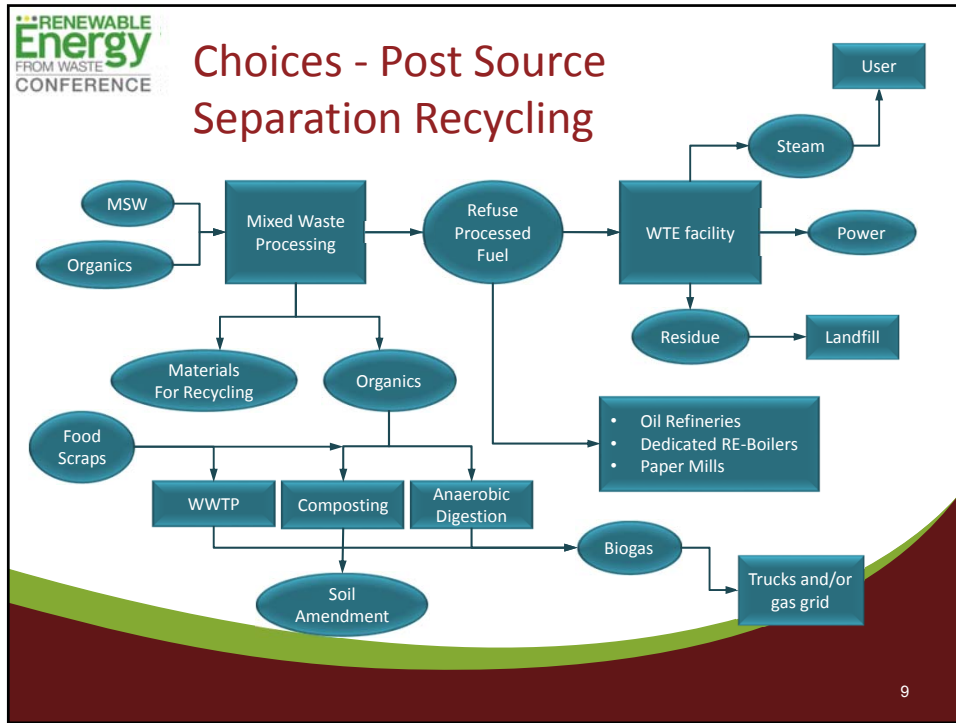 RENEWABLE
Energy
FROM WASTE
CONFERENCE
Choices - Post Source
Separation Recycling
User
Steam
MSW
Organics
Mixed Waste
Processing
Refuse
Processed
Fuel
WTE facility
Power
Residue
Landfill
Materials
For Recycling
Organics
• Oil Refineries
• Dedicated RE-Boilers
• Paper Mills
Food
Scraps
WWTP
Composting
Anaerobic
Digestion
Biogas
Trucks and/or
gas grid
Soil
Amendment
9